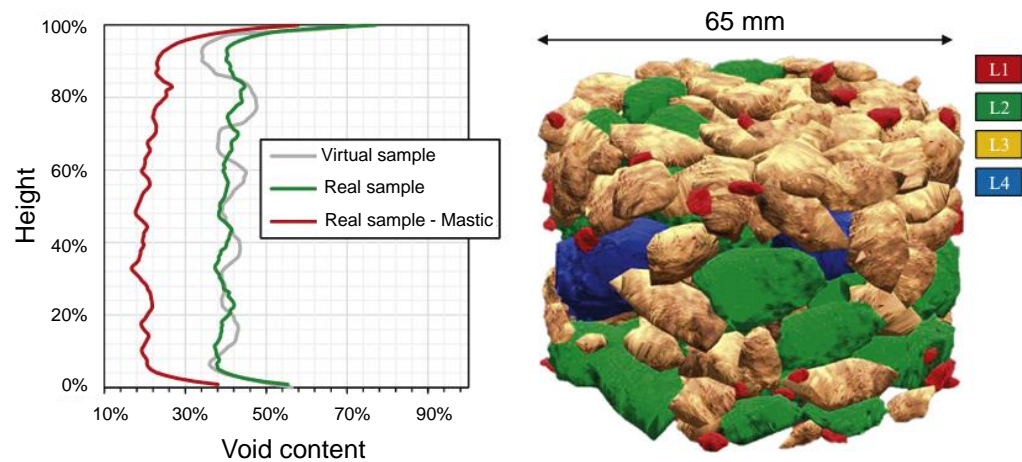 100%
80%
60%
40%
20%
0%
Height
10%
30%
50%
70%
90%
Void content
Virtual sample
Real sample
Real sample - Mastic
65 mm
L1
L2
L3
L4